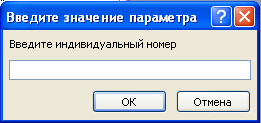 Введите значение параметра
Введите индивидуальный номер
OK
Отмена